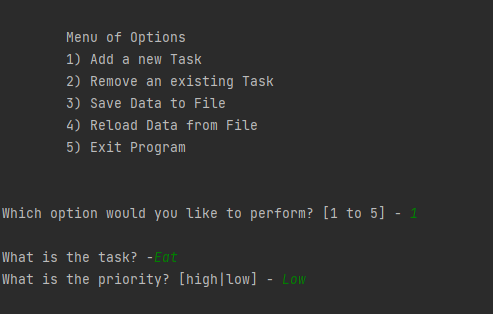 Menu of Options
1) Add a new Task
2) Remove an existing Task
3) Save Data to File
4) Reload Data from File
5) Exit Program
Which option would you like to perform? [1 to 5] - 1
What is the task? -Eat
What is the priority? [high|low] - Low